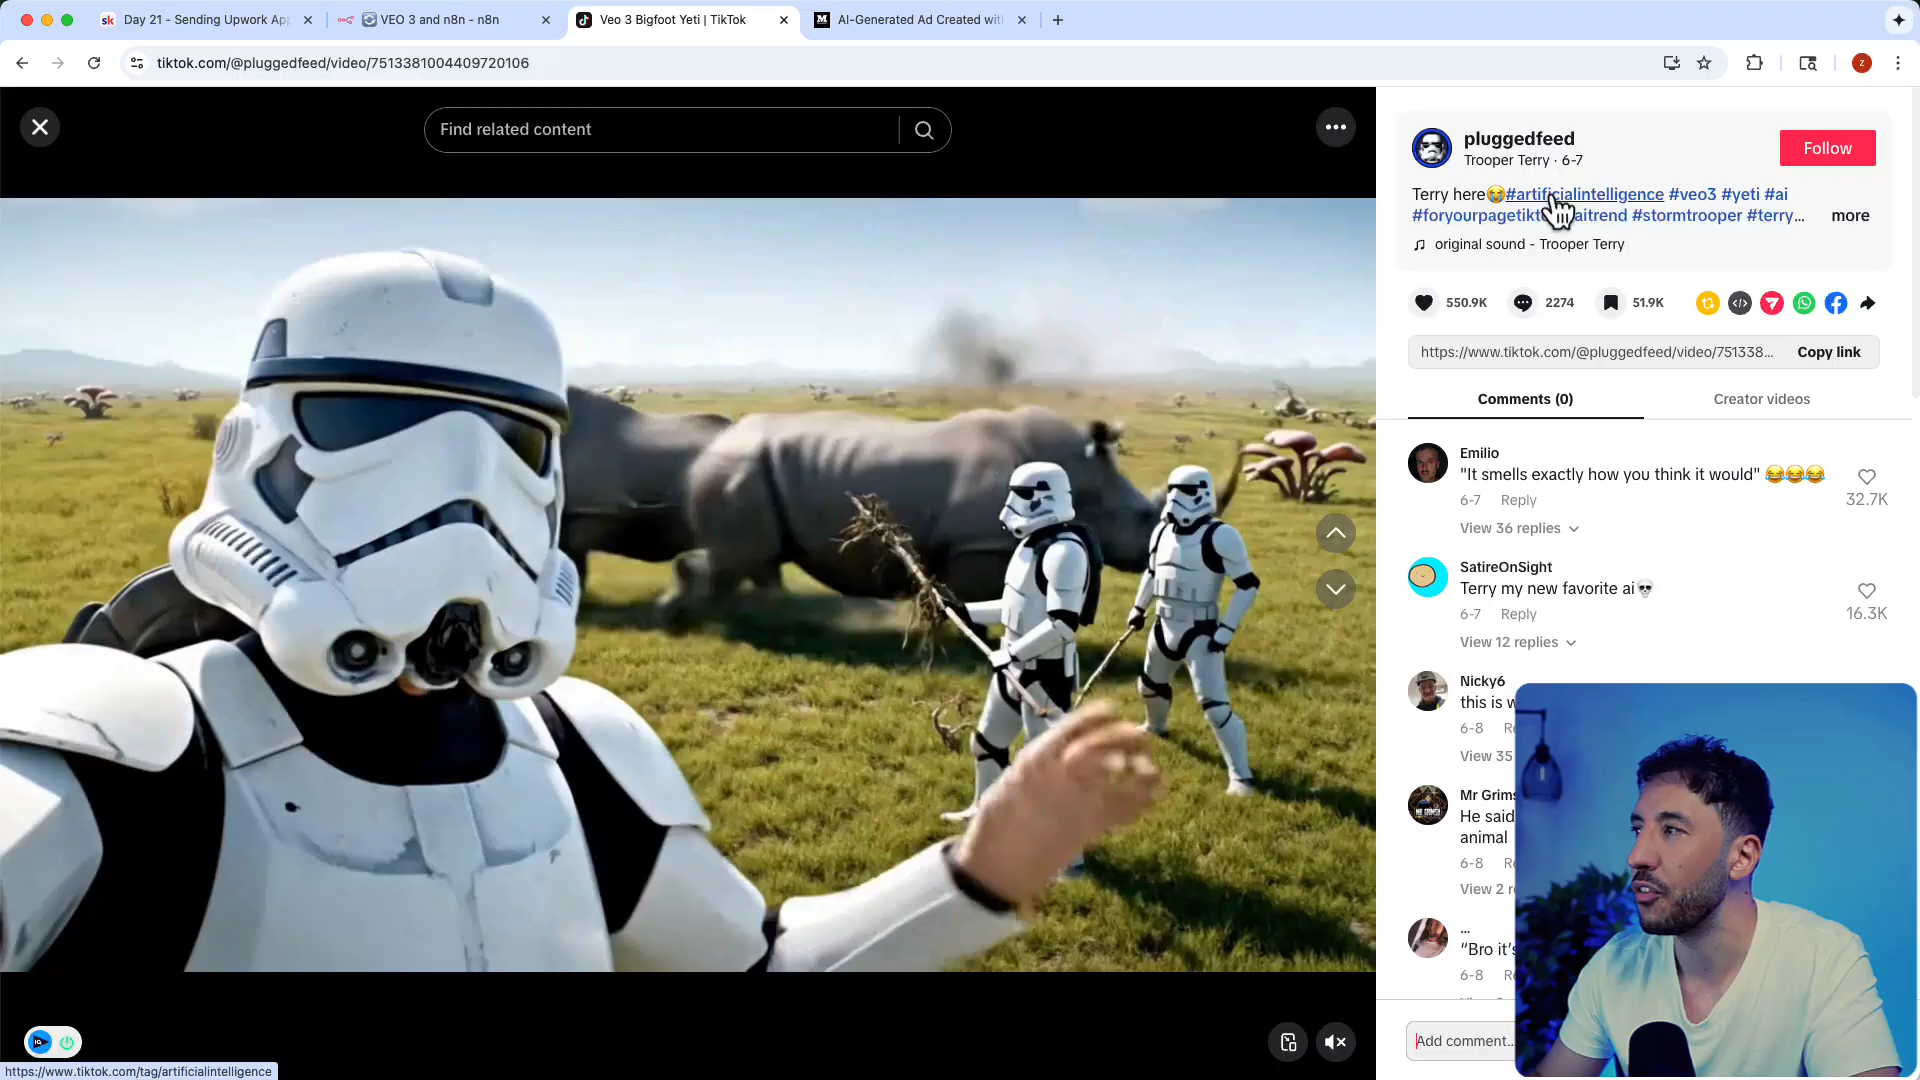 Day 21 - Sending Upwork App
VEO 3 and n8n - n8n
Veo 3 Bigfoot Yeti | TikTok
AI-Generated Ad Created with
tiktok.com/@pluggedfeed/video/7513381004409720106
Find related content
pluggedfeed
Trooper Terry · 6-7
Follow
Terry here😭#artificialintelligence #veo3 #yeti #ai
#foryourpagetikt aitrend #stormtrooper #terry... more
original sound - Trooper Terry
550.9K 2274 51.9K
https://www.tiktok.com/@pluggedfeed/video/751338... Copy link
Comments (0) Creator videos
Emilio
"It smells exactly how you think it would" 😂😂😂
6-7 Reply
32.7K
View 36 replies
SatireOnSight
Terry my new favorite ai💀
6-7 Reply
16.3K
View 12 replies
Nicky6
this is
6-8
View 35
Mr Grims
He said
animal
6-8
View 2
...
“Bro it's
6-8
Add comment...
https://www.tiktok.com/tag/artificialintelligence